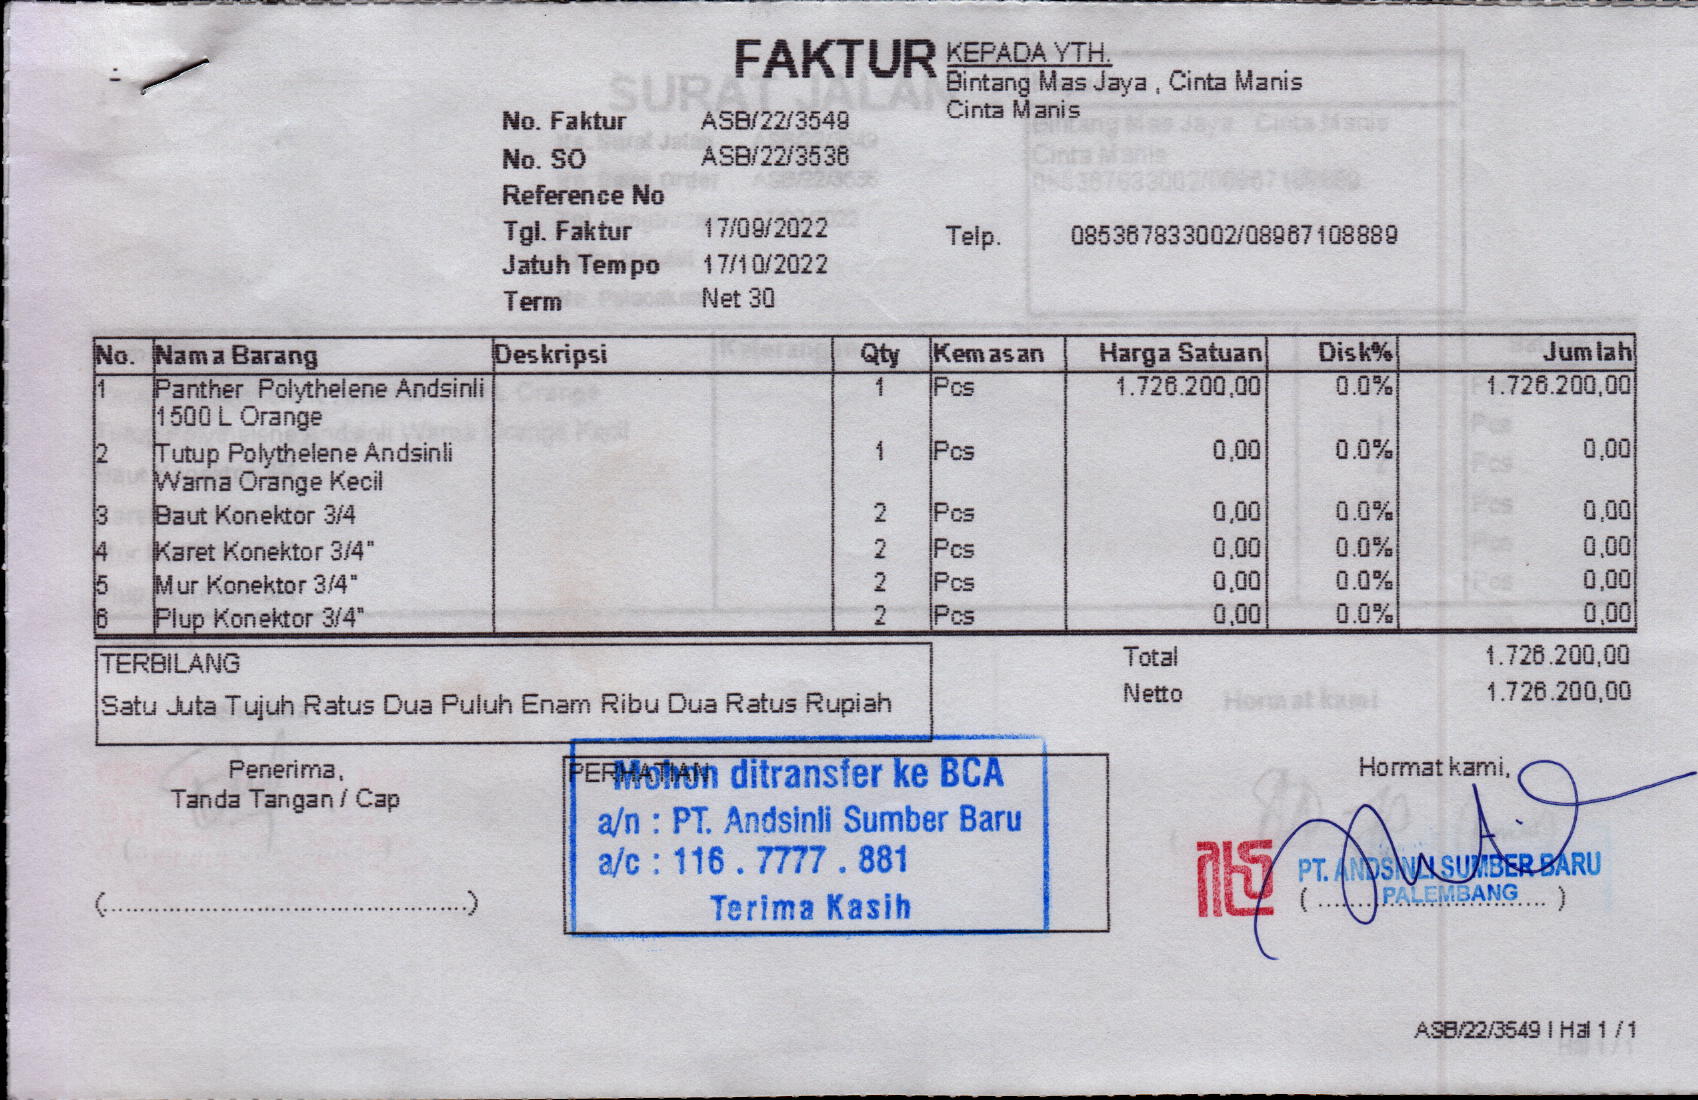 FAKTUR
KEPADA YTH.
Bintang Mas Jaya , Cinta Manis
Cinta Manis
No. Faktur ASB/22/3549
No. SO ASB/22/3536
Reference No
Tgl. Faktur 17/09/2022
Telp. 085367833002/08967108889
Jatuh Tempo 17/10/2022
Term Net 30
No. Nama Barang Deskripsi Qty Kemasan Harga Satuan Disk% Jumlah
1 Panther Polythelene Andsinli 1 Pcs 1.726.200,00 0.0% 1.726.200,00
1500 L Orange
2 Tutup Polythelene Andsinli 1 Pcs 0,00 0.0% 0,00
Warna Orange Kecil
3 Baut Konektor 3/4 2 Pcs 0,00 0.0% 0,00
4 Karet Konektor 3/4" 2 Pcs 0,00 0.0% 0,00
5 Mur Konektor 3/4" 2 Pcs 0,00 0.0% 0,00
6 Plup Konektor 3/4" 2 Pcs 0,00 0.0% 0,00
TERBILANG
Satu Juta Tujuh Ratus Dua Puluh Enam Ribu Dua Ratus Rupiah
Total 1.726.200,00
Netto 1.726.200,00
Penerima,
Tanda Tangan / Cap
(................................................)
Mohon ditransfer ke BCA
a/n : PT. Andsinli Sumber Baru
a/c : 116 . 7777 . 881
Terima Kasih
Hormat kami,
PT. ANDSINLI SUMBER BARU
PALEMBANG
( .............................. )
ASB/22/3549 | Hal 1 / 1